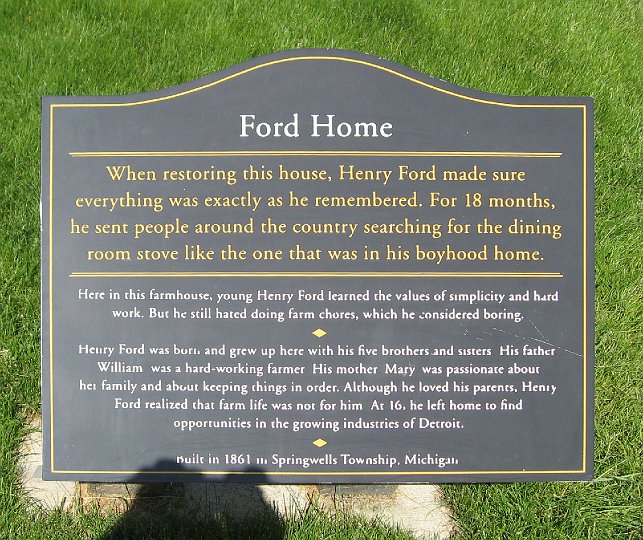 Ford Home
When restoring this house, Henry Ford made sure
everything was exactly as he remembered. For 18 months,
he sent people around the country searching for the dining
room stove like the one that was in his boyhood home.
Here in this farmhouse, young Henry Ford learned the values of simplicity and hard
work. But he still hated doing farm chores, which he considered boring.
Henry Ford was born and grew up here with his five brothers and sisters His father
William was a hard-working farmer His mother Mary was passionate about
her family and about keeping things in order. Although he loved his parents, Henry
Ford realized that farm life was not for him At 16, he left home to find
opportunities in the growing industries of Detroit.
Built in 1861 in Springwells Township, Michigan